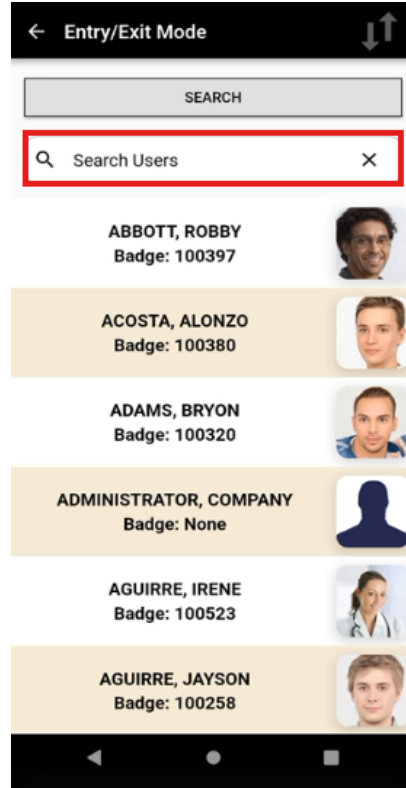 Entry/Exit Mode
SEARCH
Search Users
ABBOTT, ROBBY
Badge: 100397
ACOSTA, ALONZO
Badge: 100380
ADAMS, BRYON
Badge: 100320
ADMINISTRATOR, COMPANY
Badge: None
AGUIRRE, IRENE
Badge: 100523
AGUIRRE, JAYSON
Badge: 100258